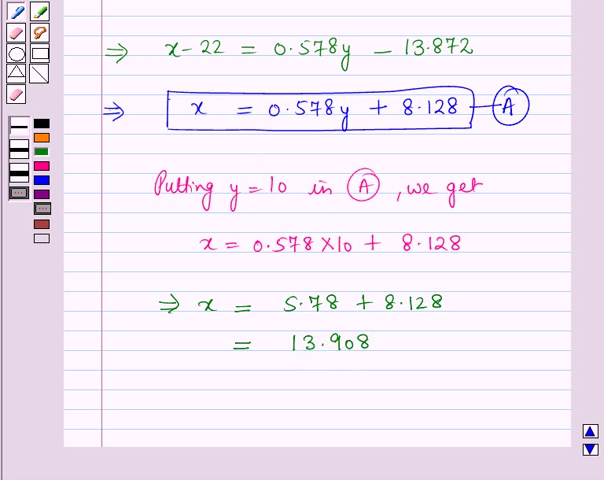 ⇒ x - 22 = 0.578y - 13.872
⇒ x = 0.578y + 8.128 — A
Putting y = 10 in A, we get
x = 0.578 × 10 + 8.128
⇒ x = 5.78 + 8.128
= 13.908